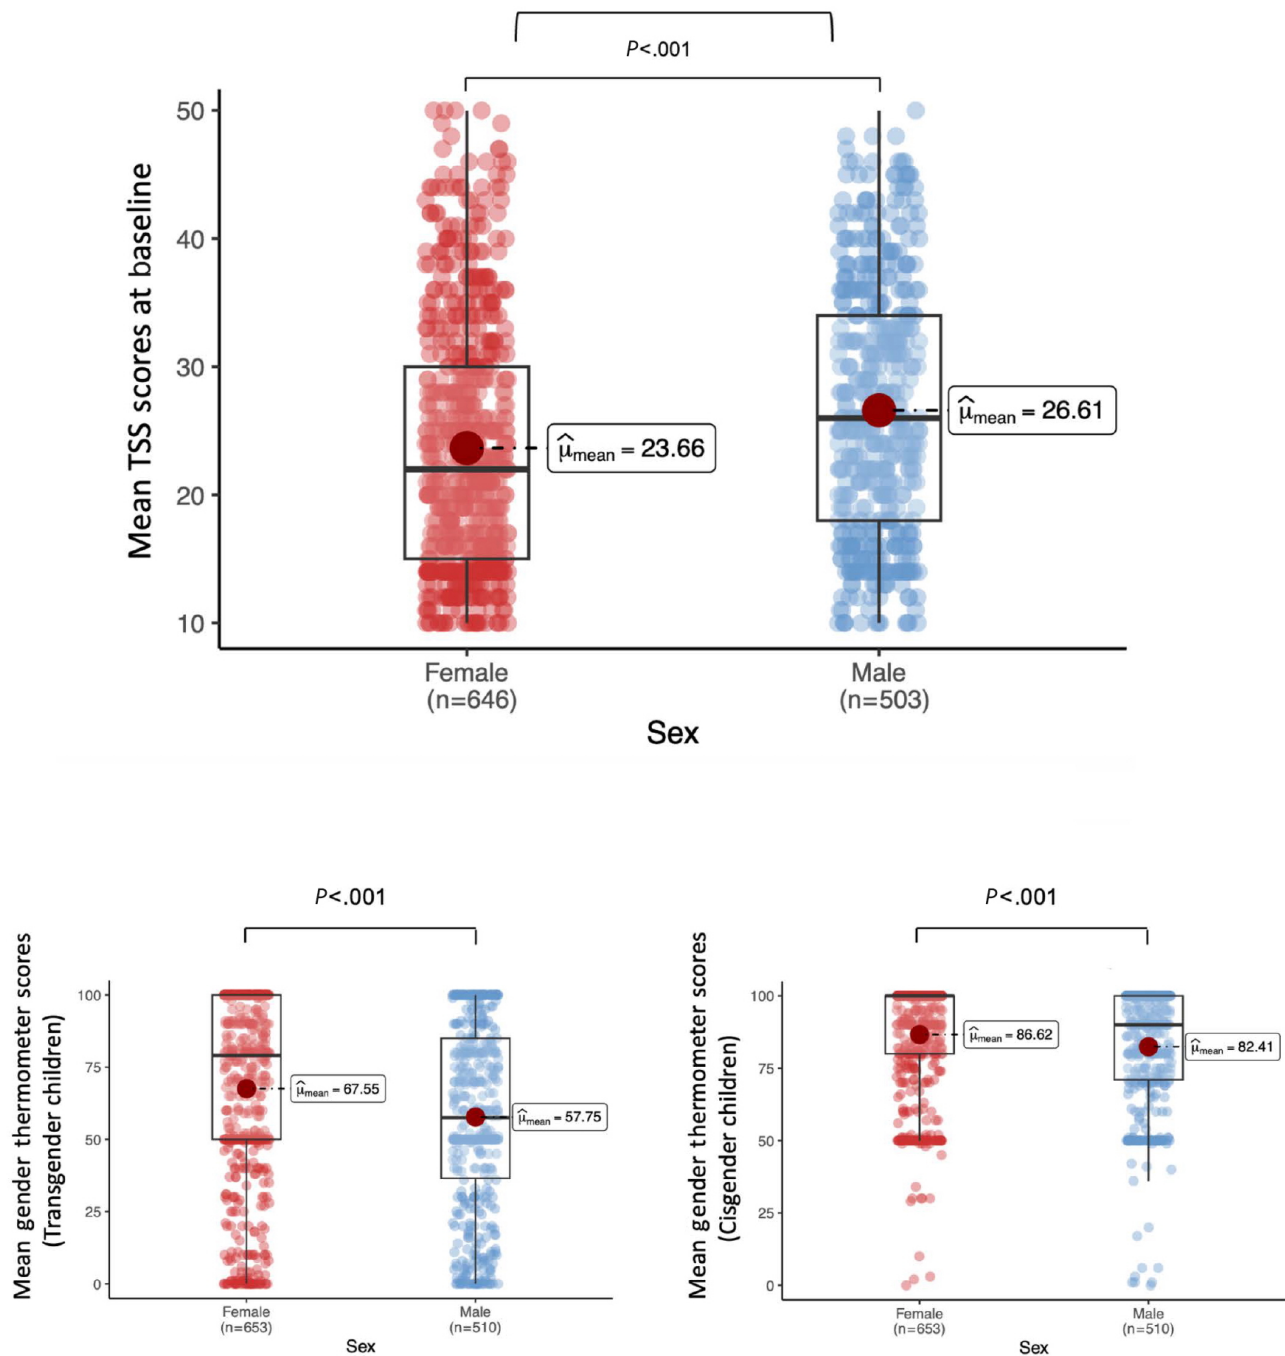 P<.001
Mean TSS scores at baseline
50
40
30
20
10
μ̂mean = 23.66
μ̂mean = 26.61
Female
(n=646)
Male
(n=503)
Sex
P<.001
Mean gender thermometer scores
(Transgender children)
100
75
50
25
0
μ̂mean = 67.55
μ̂mean = 57.75
Female
(n=653)
Male
(n=510)
Sex
P<.001
Mean gender thermometer scores
(Cisgender children)
100
75
50
25
0
μ̂mean = 86.62
μ̂mean = 82.41
Female
(n=653)
Male
(n=510)
Sex